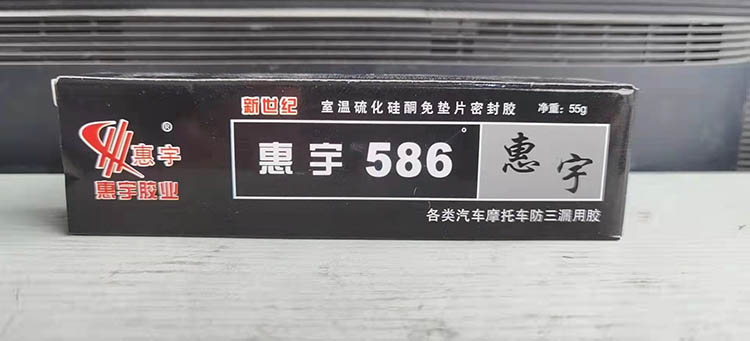 惠宇 ®
惠宇胶业
新世纪 室温硫化硅酮免垫片密封胶 净重：55g
惠宇 586°
惠宇
各类汽车摩托车防三漏用胶